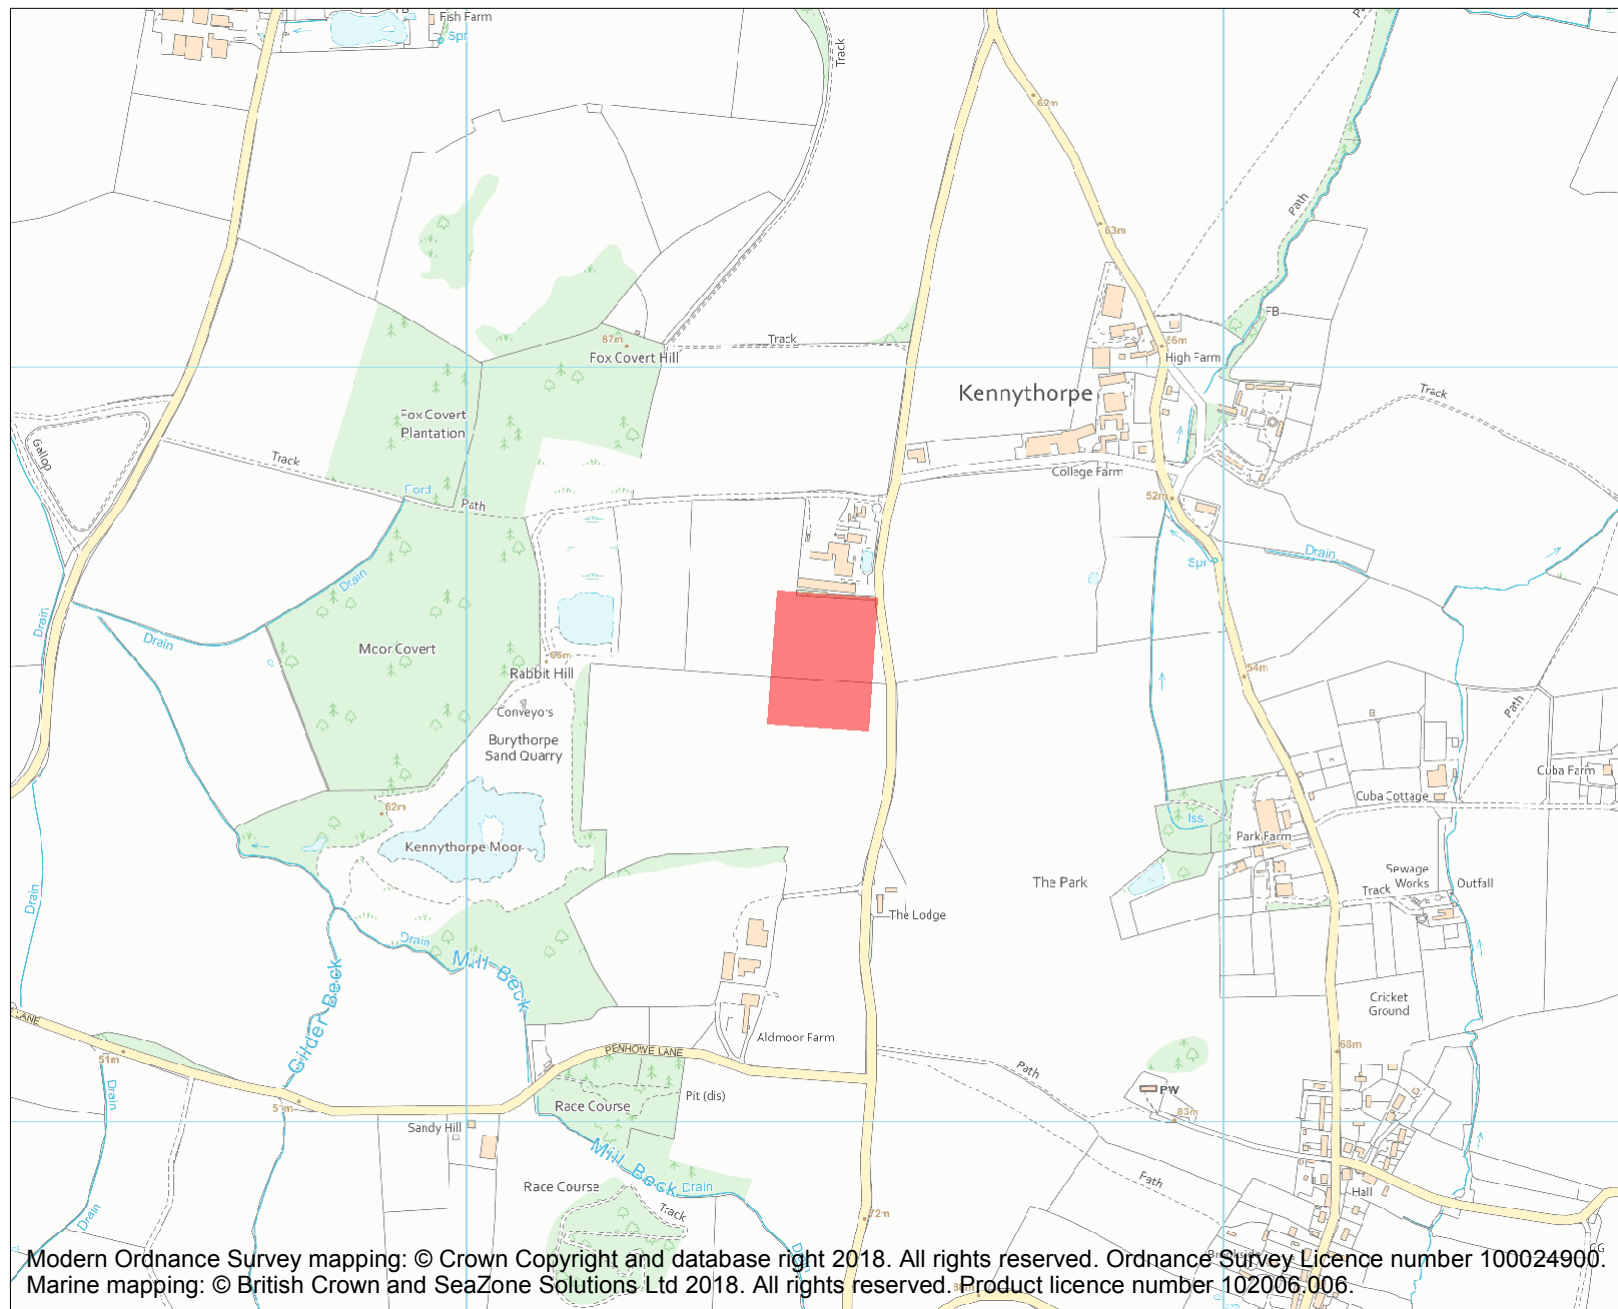 Fish Farm
Spr
Track
62m
Path
63m
FB
87m
Fox Covert Hill
Track
56m
High Farm
Kennythorpe
Track
Fox Covert
Plantation
Gallop
Track
College Farm
Ford
Path
52m
Drain
Spr
Drain
Drain
Drain
Mcor Covert
65m
Rabbit Hill
54m
Path
Conveyors
Burythorpe
Sand Quarry
Cuba Farm
Cuba Cottage
62m
Iss
Park Farm
Kennythorpe Moor
Sewage
Works
Outfall
Track
The Park
Drain
The Lodge
Drain
Mill Beck
Gilder Beck
Cricket
Ground
LANE
Aldmoor Farm
68m
51m
PENHOWE LANE
Path
PW
Drain
Pit (dis)
Race Course
51m
83m
Sandy Hill
Mill Beck
Drain
Path
Race Course
Hall
Track
72m
Drain
Drain
Brookside
Modern Ordnance Survey mapping: © Crown Copyright and database right 2018. All rights reserved. Ordnance Survey Licence number 100024900.
Marine mapping: © British Crown and SeaZone Solutions Ltd 2018. All rights reserved. Product licence number 102006.006.